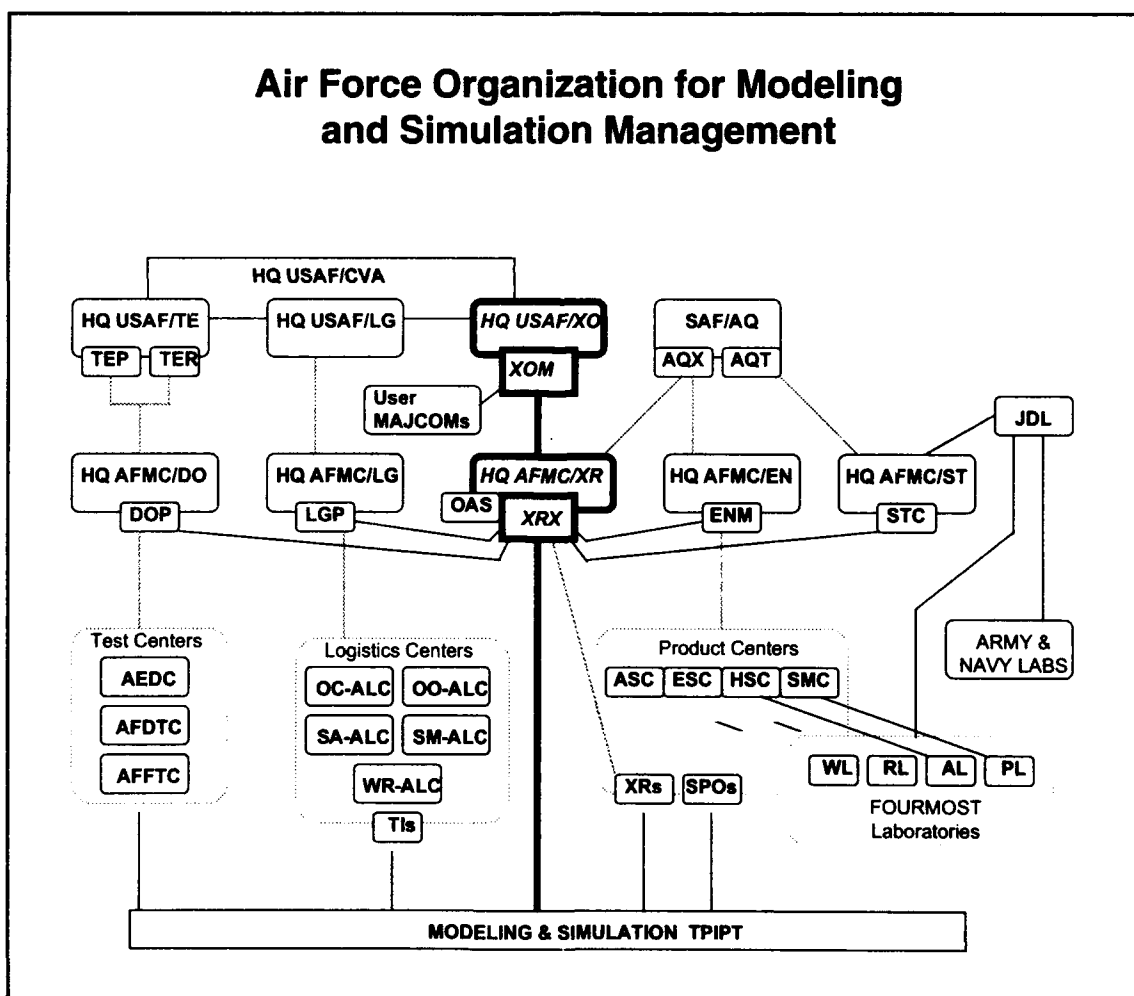 Air Force Organization for Modeling
and Simulation Management
HQ USAF/CVA
HQ USAF/TE
HQ USAF/LG
HQ USAF/XO
SAF/AQ
TEP
TER
XOM
AQX
AQT
User
MAJCOMs
JDL
HQ AFMC/DO
HQ AFMC/LG
HQ AFMC/XR
HQ AFMC/EN
HQ AFMC/ST
DOP
LGP
OAS
XRX
ENM
STC
Test Centers
AEDC
AFDTC
AFFTC
Logistics Centers
OC-ALC
OO-ALC
SA-ALC
SM-ALC
WR-ALC
TIs
Product Centers
ASC
ESC
HSC
SMC
XRs
SPOs
ARMY &
NAVY LABS
WL
RL
AL
PL
FOURMOST
Laboratories
MODELING & SIMULATION TPIPT